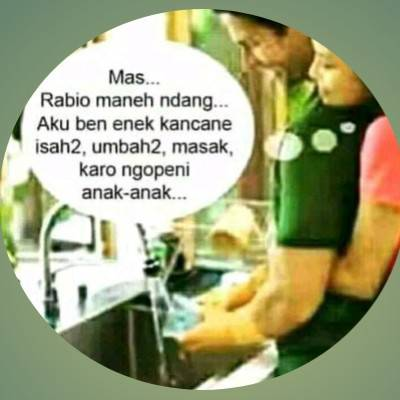 Mas...
Rabio maneh ndang...
Aku ben enek kancane
isah2, umbah2, masak,
karo ngopeni
anak-anak...